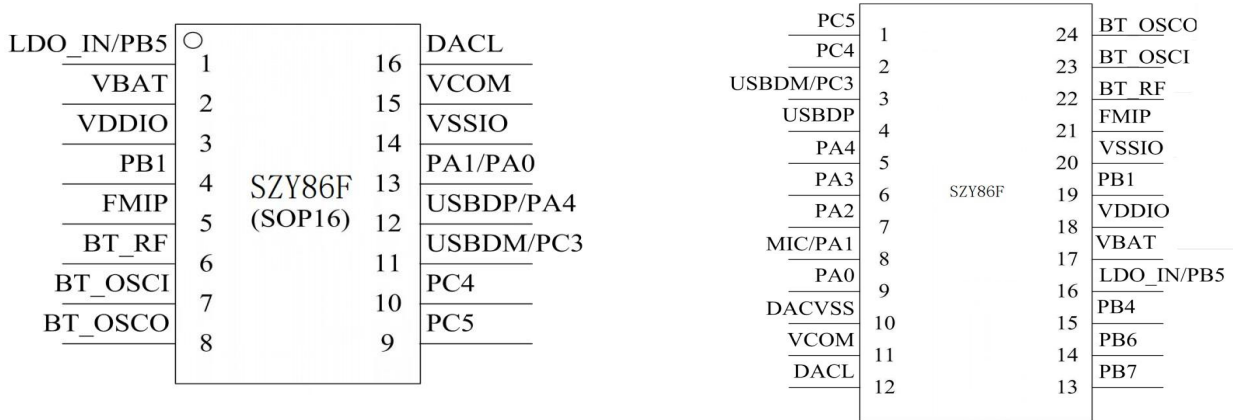 LDO_IN/PB5 1 16 DACL
VBAT 2 15 VCOM
VDDIO 3 14 VSSIO
PB1 4 13 PA1/PA0
FMIP 5 12 USBDP/PA4
BT_RF 6 11 USBDM/PC3
BT_OSCI 7 10 PC4
BT_OSCO 8 9 PC5
SZY86F
(SOP16)
PC5 1 24 BT_OSCO
PC4 2 23 BT_OSCI
USBDM/PC3 3 22 BT_RF
USBDP 4 21 FMIP
PA4 5 20 VSSIO
PA3 6 19 PB1
PA2 7 18 VDDIO
MIC/PA1 8 17 VBAT
PA0 9 16 LDO_IN/PB5
DACVSS 10 15 PB4
VCOM 11 14 PB6
DACL 12 13 PB7
SZY86F